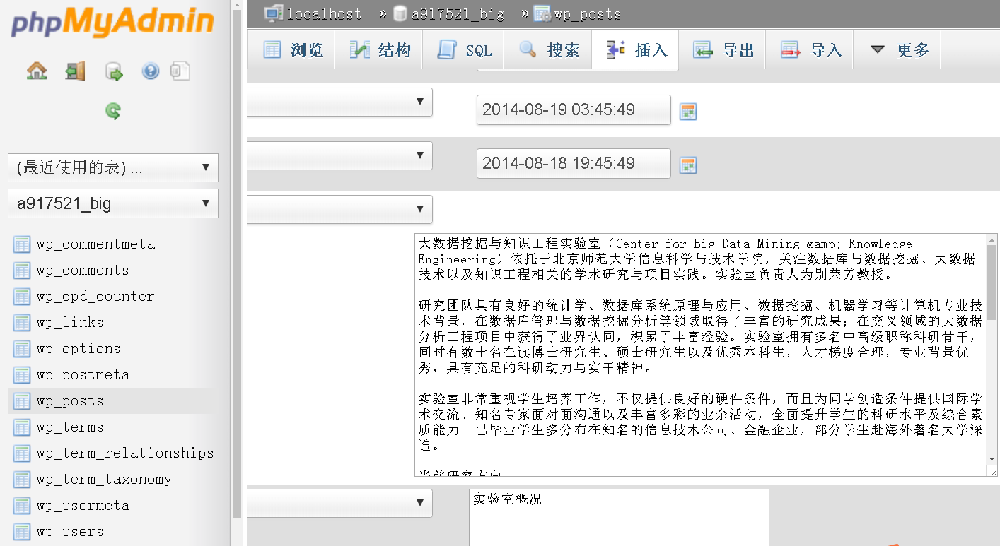 phpMyAdmin
(最近使用的表) ...
a917521_big
wp_commentmeta
wp_comments
wp_cpd_counter
wp_links
wp_options
wp_postmeta
wp_posts
wp_terms
wp_term_relationships
wp_term_taxonomy
wp_usermeta
wp_users
localhost » a917521_big » wp_posts
浏览 结构 SQL 搜索 插入 导出 导入 更多
2014-08-19 03:45:49
2014-08-18 19:45:49
大数据挖掘与知识工程实验室（Center for Big Data Mining &amp; Knowledge
Engineering）依托于北京师范大学信息科学与技术学院，关注数据库与数据挖掘、大数据
技术以及知识工程相关的学术研究与项目实践。实验室负责人为别荣芳教授。
研究团队具有良好的统计学、数据库系统原理与应用、数据挖掘、机器学习等计算机专业技
术背景，在数据库管理与数据挖掘分析等领域取得了丰富的研究成果；在交叉领域的大数据
分析工程项目中获得了业界认同，积累了丰富经验。实验室拥有多名中高级职称科研骨干，
同时有数十名在读博士研究生、硕士研究生以及优秀本科生，人才梯度合理，专业背景优
秀，具有充足的科研动力与实干精神。
实验室非常重视学生培养工作，不仅提供良好的硬件条件，而且为同学创造条件提供国际学
术交流、知名专家面对面沟通以及丰富多彩的业余活动，全面提升学生的科研水平及综合素
质能力。已毕业学生多分布在知名的信息技术公司、金融企业，部分学生赴海外著名大学深
造。
当前研究方向
实验室概况